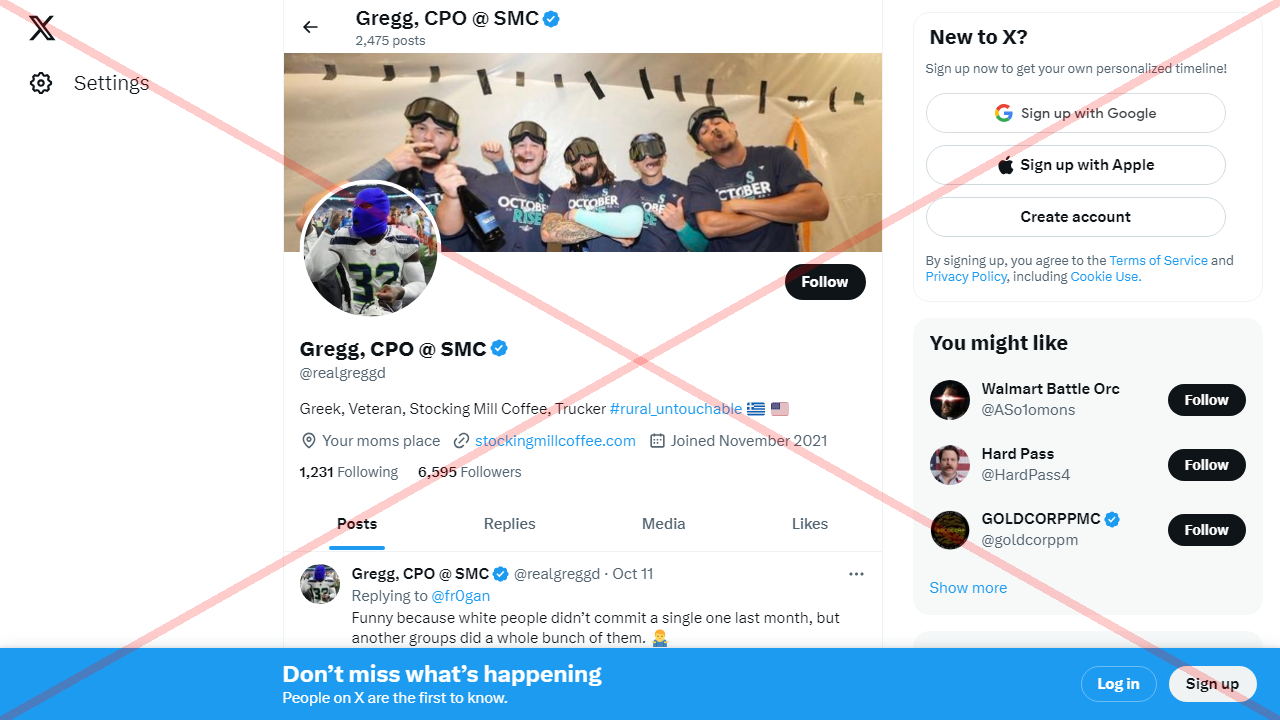 Settings
Gregg, CPO @ SMC
2,475 posts
OCTOBER
RISE
OCTOBER
RISE
OCTOBER
32
Follow
Gregg, CPO @ SMC
@realgreggd
Greek, Veteran, Stocking Mill Coffee, Trucker #rural_untouchable 🇬🇷 🇺🇸
Your moms place stockingmillcoffee.com Joined November 2021
1,231 Following 6,595 Followers
Posts Replies Media Likes
Gregg, CPO @ SMC @realgreggd · Oct 11
Replying to @fr0gan
Funny because white people didn’t commit a single one last month, but
another groups did a whole bunch of them.
New to X?
Sign up now to get your own personalized timeline!
Sign up with Google
Sign up with Apple
Create account
By signing up, you agree to the Terms of Service and
Privacy Policy, including Cookie Use.
You might like
Walmart Battle Orc
@ASo1omons
Follow
Hard Pass
@HardPass4
Follow
GOLDCORPPMC
@goldcorppm
Follow
Show more
Don’t miss what’s happening
People on X are the first to know.
Log in
Sign up